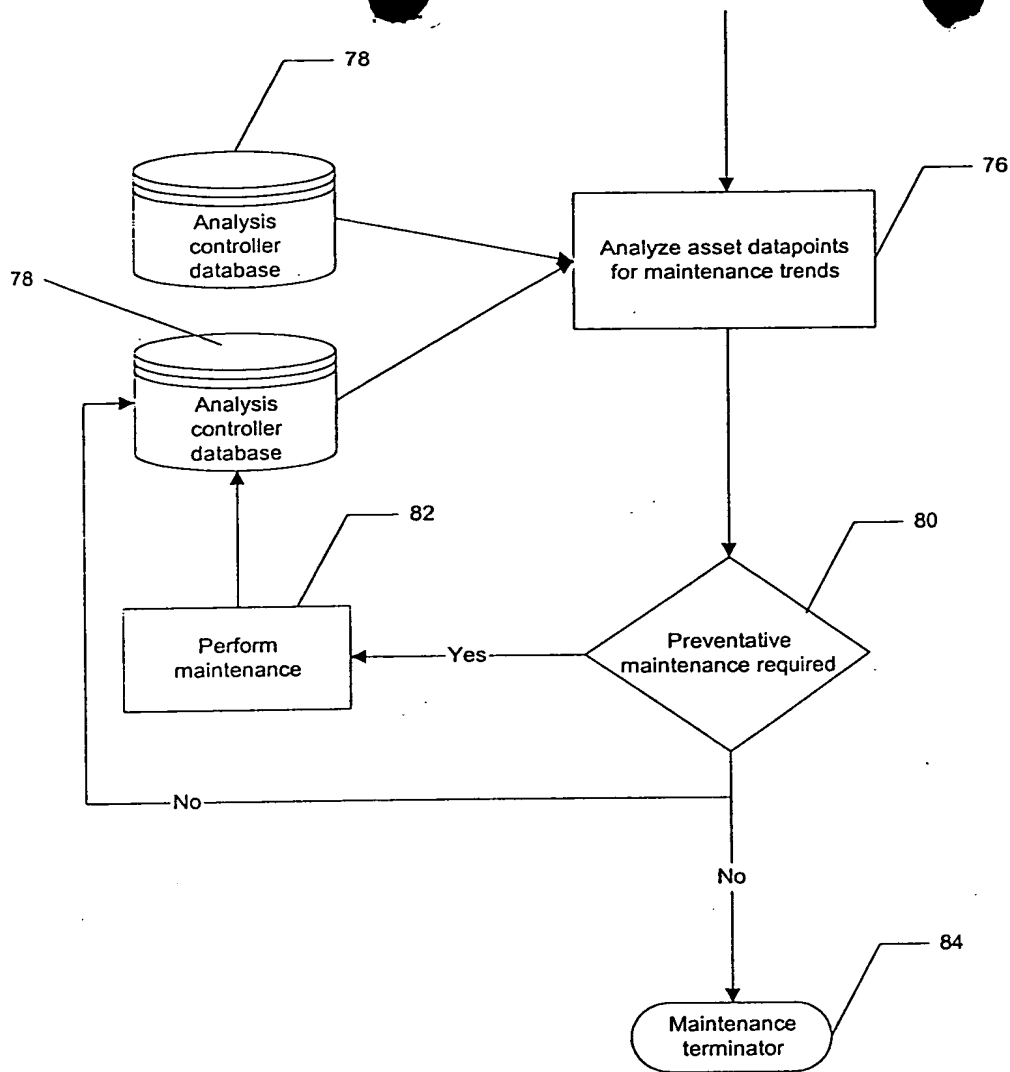 78
76
Analysis
controller
database
Analyze asset datapoints
for maintenance trends
78
Analysis
controller
database
82
80
Perform
maintenance
Yes
Preventative
maintenance required
No
No
84
Maintenance
terminator